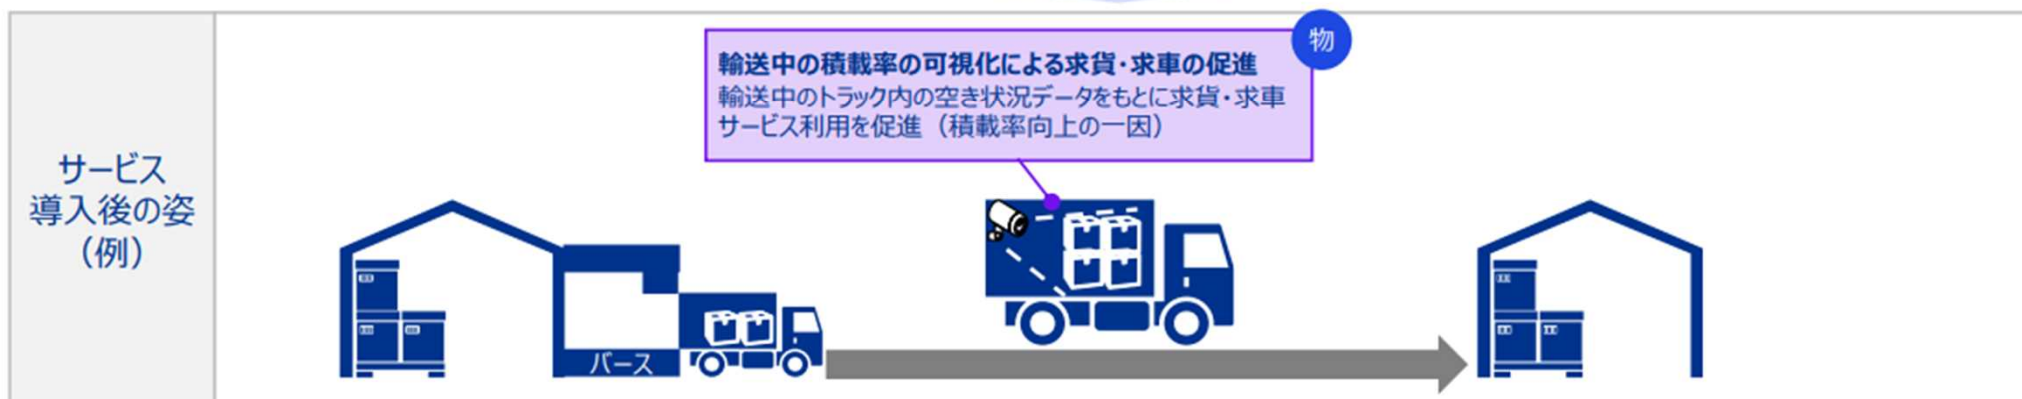 物
輸送中の積載率の可視化による求貨・求車の促進
輸送中のトラック内の空き状況データをもとに求貨・求車
サービス利用を促進（積載率向上の一因）
サービス
導入後の姿
（例）
バース